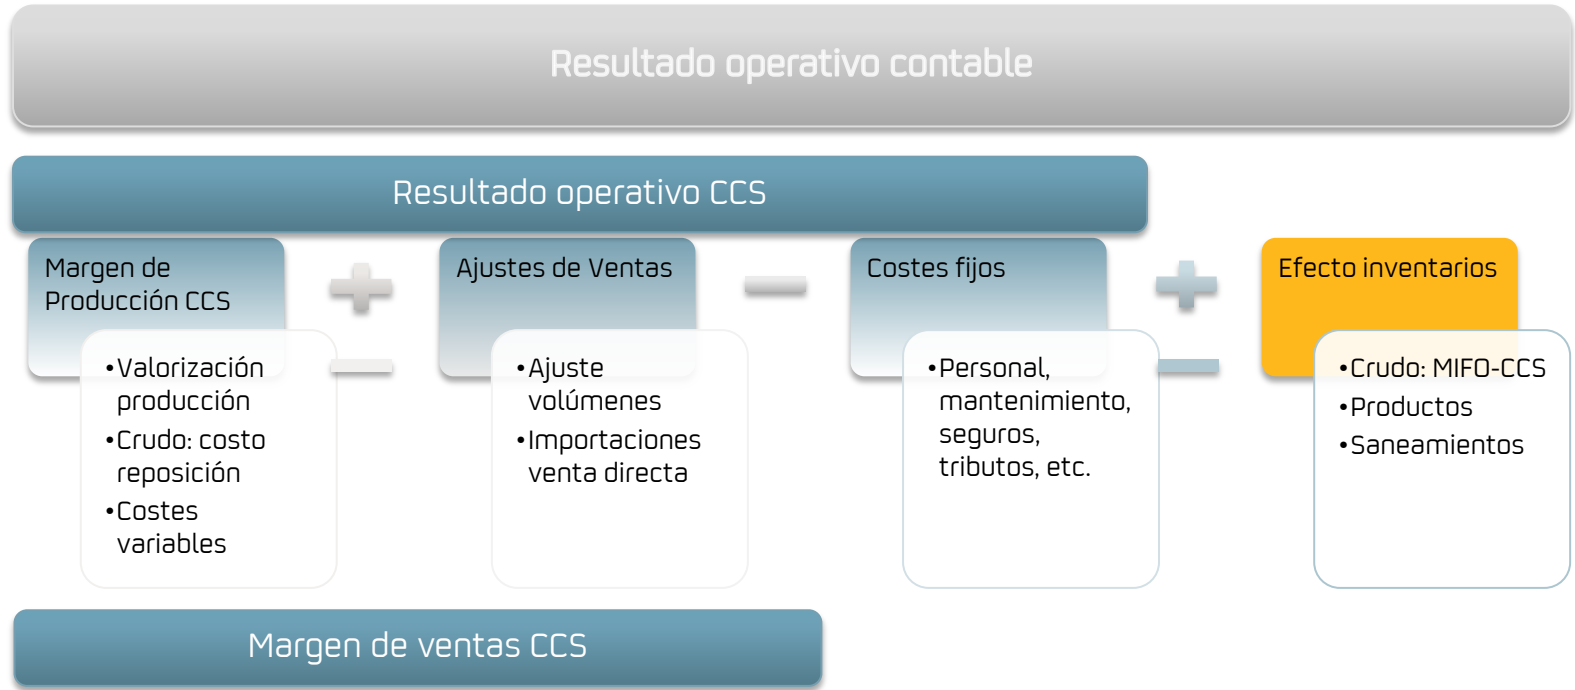 Resultado operativo contable
Resultado operativo CCS
Margen de
Producción CCS
•Valorización
producción
•Crudo: costo
reposición
•Costes
variables
Ajustes de Ventas
•Ajuste
volúmenes
•Importaciones
venta directa
Costes fijos
•Personal,
mantenimiento,
seguros,
tributos, etc.
Efecto inventarios
•Crudo: MIFO-CCS
•Productos
•Saneamientos
Margen de ventas CCS